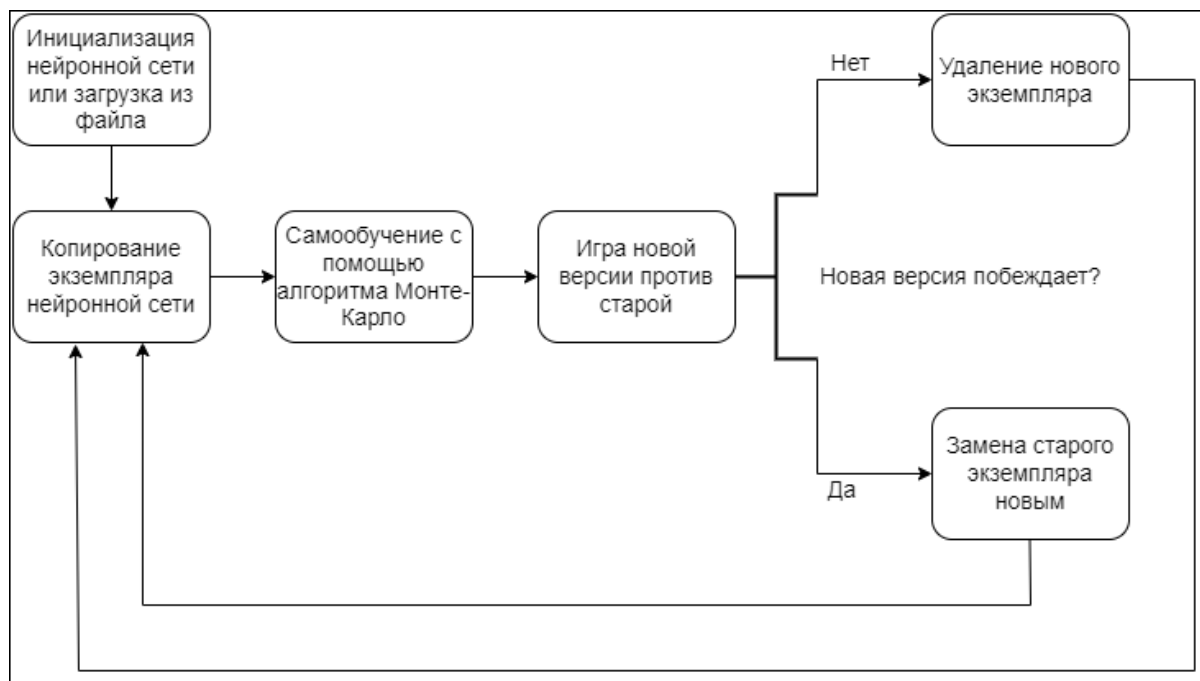 Инициализация
нейронной сети
или загрузка из
файла
Нет
Удаление нового
экземпляра
Копирование
экземпляра
нейронной сети
Самообучение с
помощью
алгоритма Монте-
Карло
Игра новой
версии против
старой
Новая версия побеждает?
Да
Замена старого
экземпляра
новым